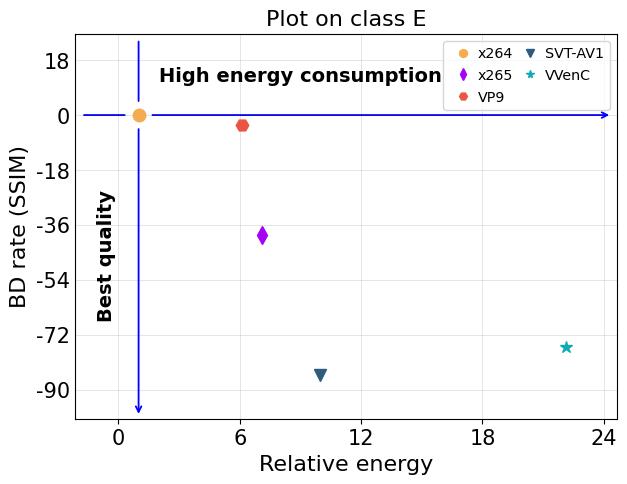 Plot on class E
x264
x265
VP9
SVT-AV1
VVenC
High energy consumption
Best quality
BD rate (SSIM)
18
0
-18
-36
-54
-72
-90
0
6
12
18
24
Relative energy